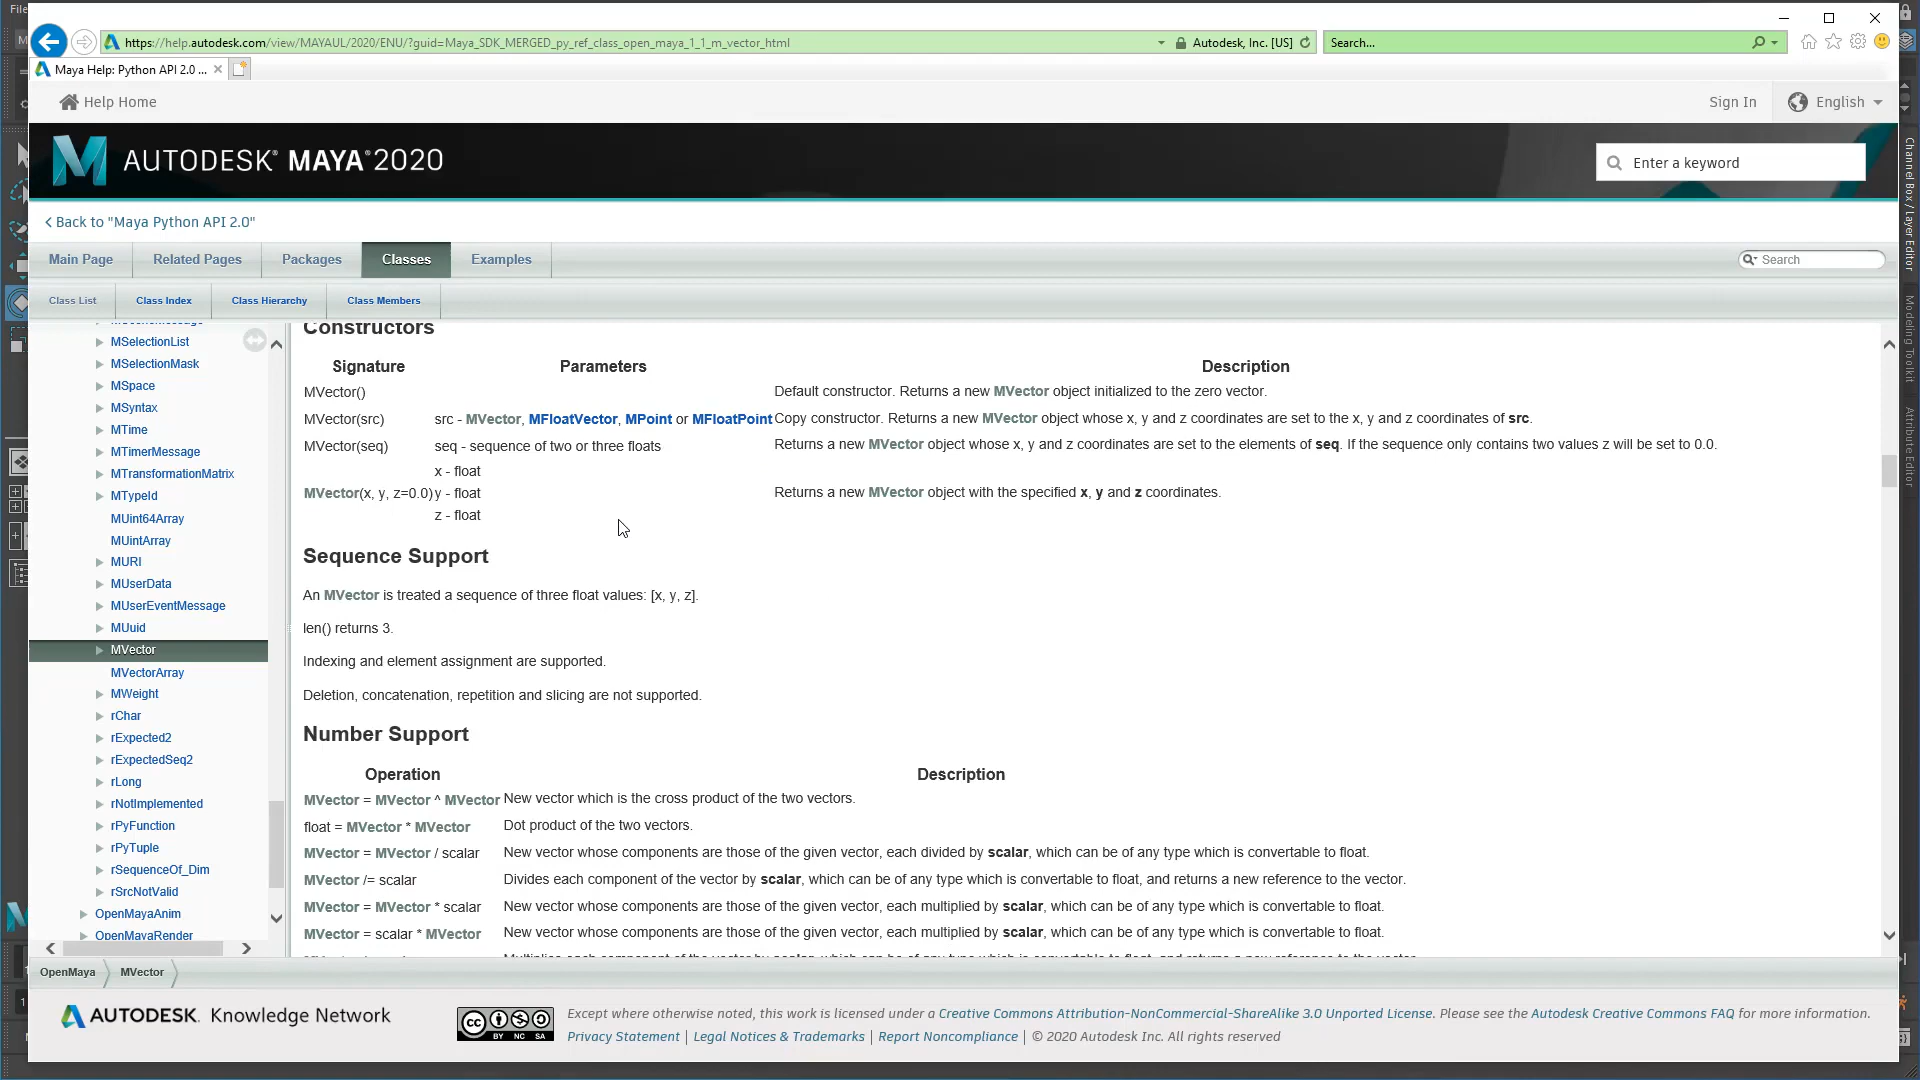 File
https://help.autodesk.com/view/MAYAUL/2020/ENU/?guid=Maya_SDK_MERGED_py_ref_class_open_maya_1_1_m_vector_html
Autodesk, Inc. [US]
Search...
Maya Help: Python API 2.0 ...
Help Home
Sign In
English
AUTODESK® MAYA® 2020
Enter a keyword
Back to "Maya Python API 2.0"
Main Page
Related Pages
Packages
Classes
Examples
Search
Class List
Class Index
Class Hierarchy
Class Members
MSelectionList
MSelectionMask
MSpace
MSyntax
MTime
MTimerMessage
MTransformationMatrix
MTypeId
MUint64Array
MUintArray
MURI
MUserData
MUserEventMessage
MUuid
MVector
MVectorArray
MWeight
rChar
rExpected2
rExpectedSeq2
rLong
rNotImplemented
rPyFunction
rPyTuple
rSequenceOf_Dim
rSrcNotValid
OpenMayaAnim
OpenMayaRender
Constructors
Signature Parameters Description
MVector() Default constructor. Returns a new MVector object initialized to the zero vector.
MVector(src) src - MVector, MFloatVector, MPoint or MFloatPoint Copy constructor. Returns a new MVector object whose x, y and z coordinates are set to the x, y and z coordinates of src.
MVector(seq) seq - sequence of two or three floats Returns a new MVector object whose x, y and z coordinates are set to the elements of seq. If the sequence only contains two values z will be set to 0.0.
x - float
MVector(x, y, z=0.0) y - float Returns a new MVector object with the specified x, y and z coordinates.
z - float
Sequence Support
An MVector is treated a sequence of three float values: [x, y, z].
len() returns 3.
Indexing and element assignment are supported.
Deletion, concatenation, repetition and slicing are not supported.
Number Support
Operation Description
MVector = MVector ^ MVector New vector which is the cross product of the two vectors.
float = MVector * MVector Dot product of the two vectors.
MVector = MVector / scalar New vector whose components are those of the given vector, each divided by scalar, which can be of any type which is convertable to float.
MVector /= scalar Divides each component of the vector by scalar, which can be of any type which is convertable to float, and returns a new reference to the vector.
MVector = MVector * scalar New vector whose components are those of the given vector, each multiplied by scalar, which can be of any type which is convertable to float.
MVector = scalar * MVector New vector whose components are those of the given vector, each multiplied by scalar, which can be of any type which is convertable to float.
OpenMaya
MVector
AUTODESK. Knowledge Network
cc BY NC SA
Except where otherwise noted, this work is licensed under a Creative Commons Attribution-NonCommercial-ShareAlike 3.0 Unported License. Please see the Autodesk Creative Commons FAQ for more information.
Privacy Statement | Legal Notices & Trademarks | Report Noncompliance | © 2020 Autodesk Inc. All rights reserved
Channel Box / Layer Editor
Modeling Toolkit
Attribute Editor